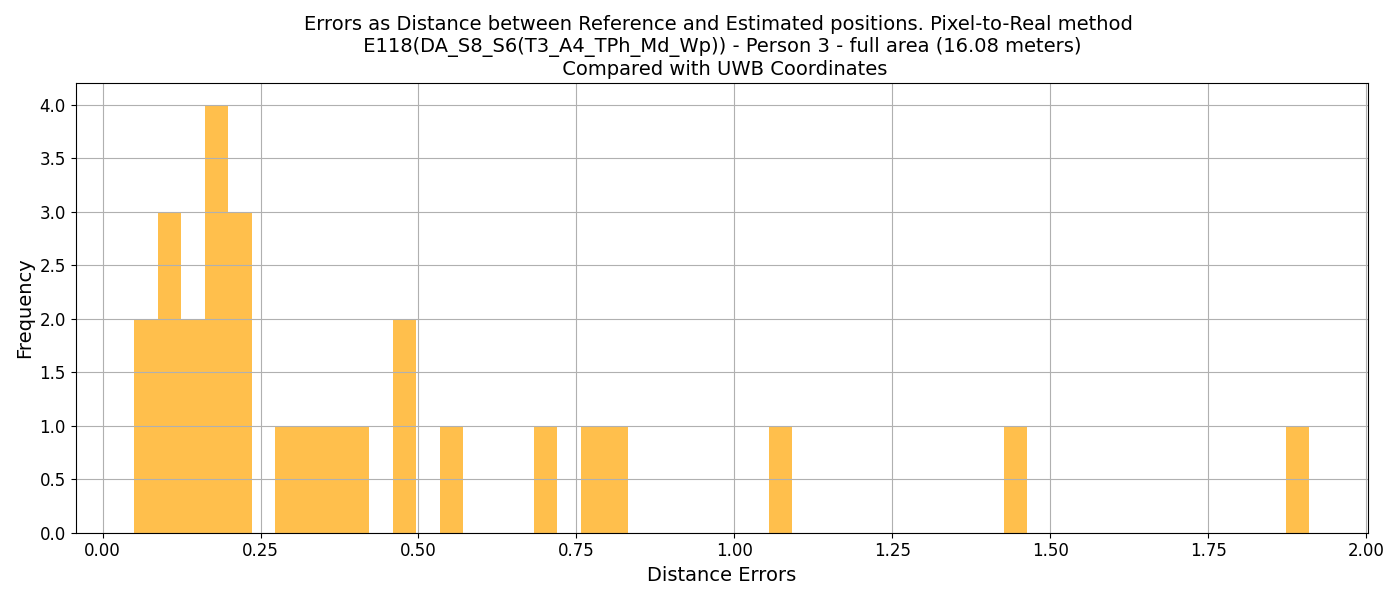 Errors as Distance between Reference and Estimated positions. Pixel-to-Real method
E118(DA_S8_S6(T3_A4_TPh_Md_Wp)) - Person 3 - full area (16.08 meters)
Compared with UWB Coordinates
4.0
3.5
3.0
2.5
2.0
1.5
1.0
0.5
0.0
Frequency
0.00 0.25 0.50 0.75 1.00 1.25 1.50 1.75 2.00
Distance Errors